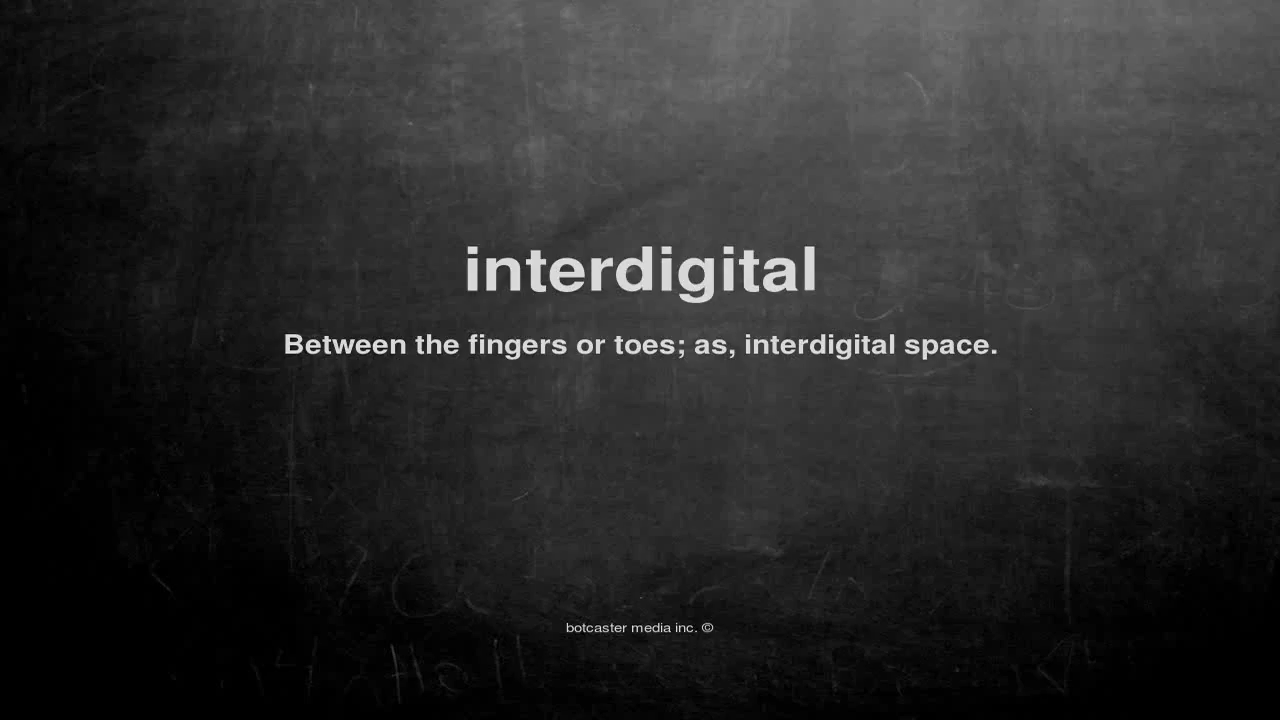 interdigital
Between the fingers or toes; as, interdigital space.
botcaster media inc. ©